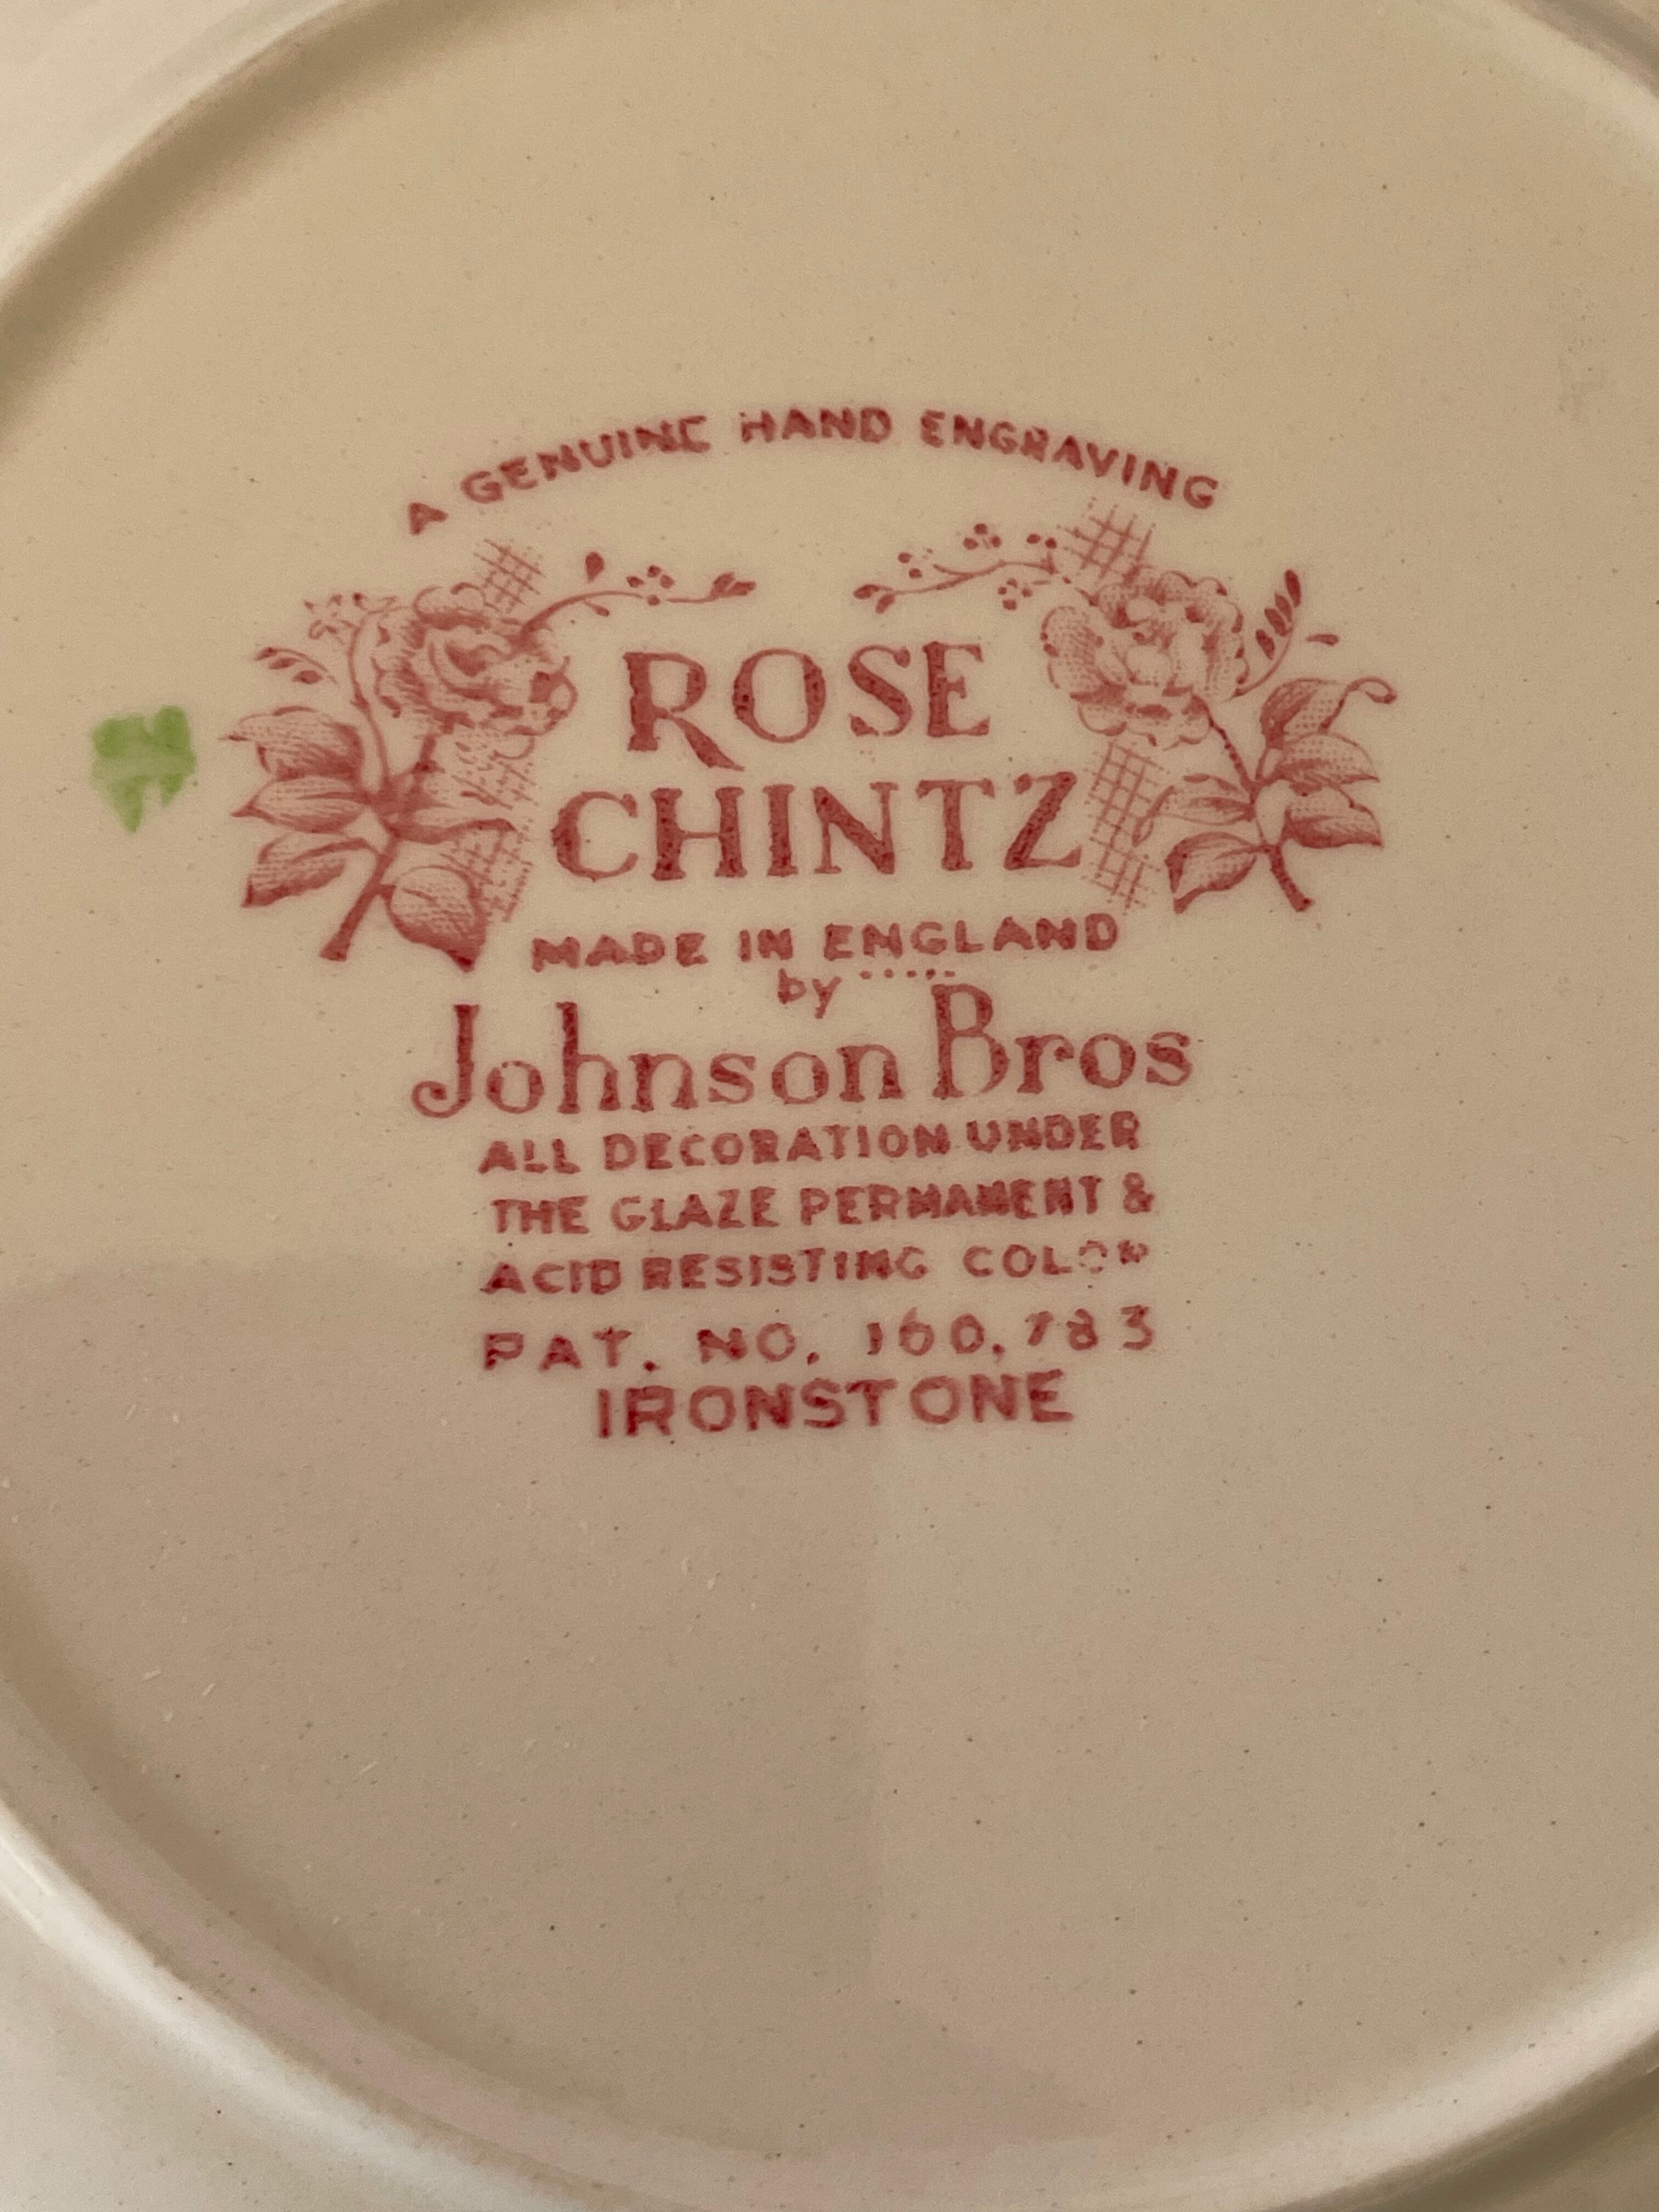 A GENUINE HAND ENGRAVING
ROSE
CHINTZ
MADE IN ENGLAND
by .....
Johnson Bros
ALL DECORATION UNDER
THE GLAZE PERMANENT &
ACID RESISTING COLOR
PAT. NO. 160,783
IRONSTONE